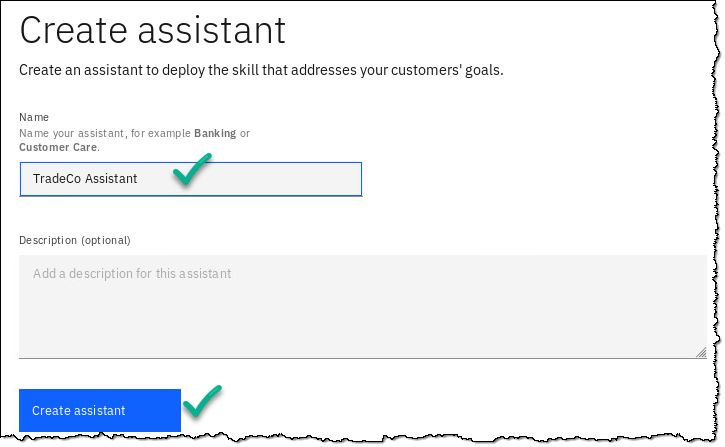 Create assistant
Create an assistant to deploy the skill that addresses your customers' goals.
Name
Name your assistant, for example Banking or
Customer Care.
TradeCo Assistant
Description (optional)
Add a description for this assistant
Create assistant